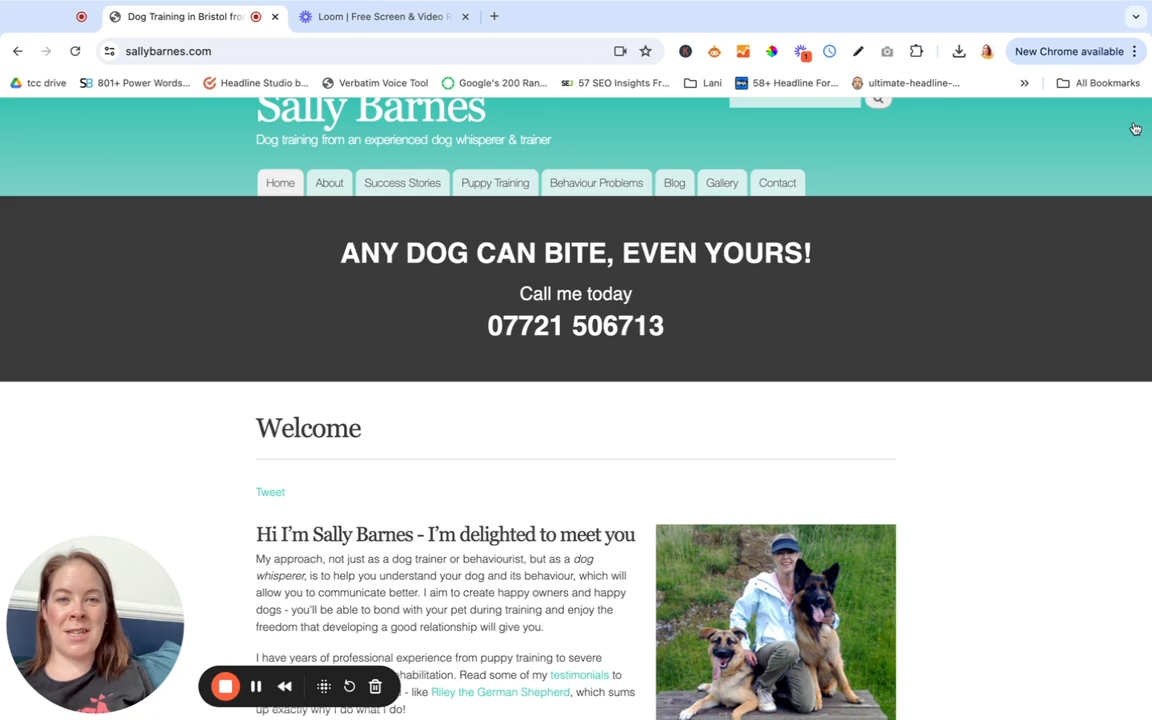 Dog Training in Bristol fro
Loom | Free Screen & Video R
sallybarnes.com
New Chrome available
tcc drive
801+ Power Words...
Headline Studio b...
Verbatim Voice Tool
Google's 200 Ran...
57 SEO Insights Fr...
Lani
58+ Headline For...
ultimate-headline-...
All Bookmarks
Sally Barnes
Dog training from an experienced dog whisperer & trainer
Home
About
Success Stories
Puppy Training
Behaviour Problems
Blog
Gallery
Contact
ANY DOG CAN BITE, EVEN YOURS!
Call me today
07721 506713
Welcome
Tweet
Hi I'm Sally Barnes - I'm delighted to meet you
My approach, not just as a dog trainer or behaviourist, but as a dog
whisperer, is to help you understand your dog and its behaviour, which will
allow you to communicate better. I aim to create happy owners and happy
dogs - you'll be able to bond with your pet during training and enjoy the
freedom that developing a good relationship will give you.
I have years of professional experience from puppy training to severe
Read some of my testimonials to
like Riley the German Shepherd, which sums
up exactly why I do what I do!